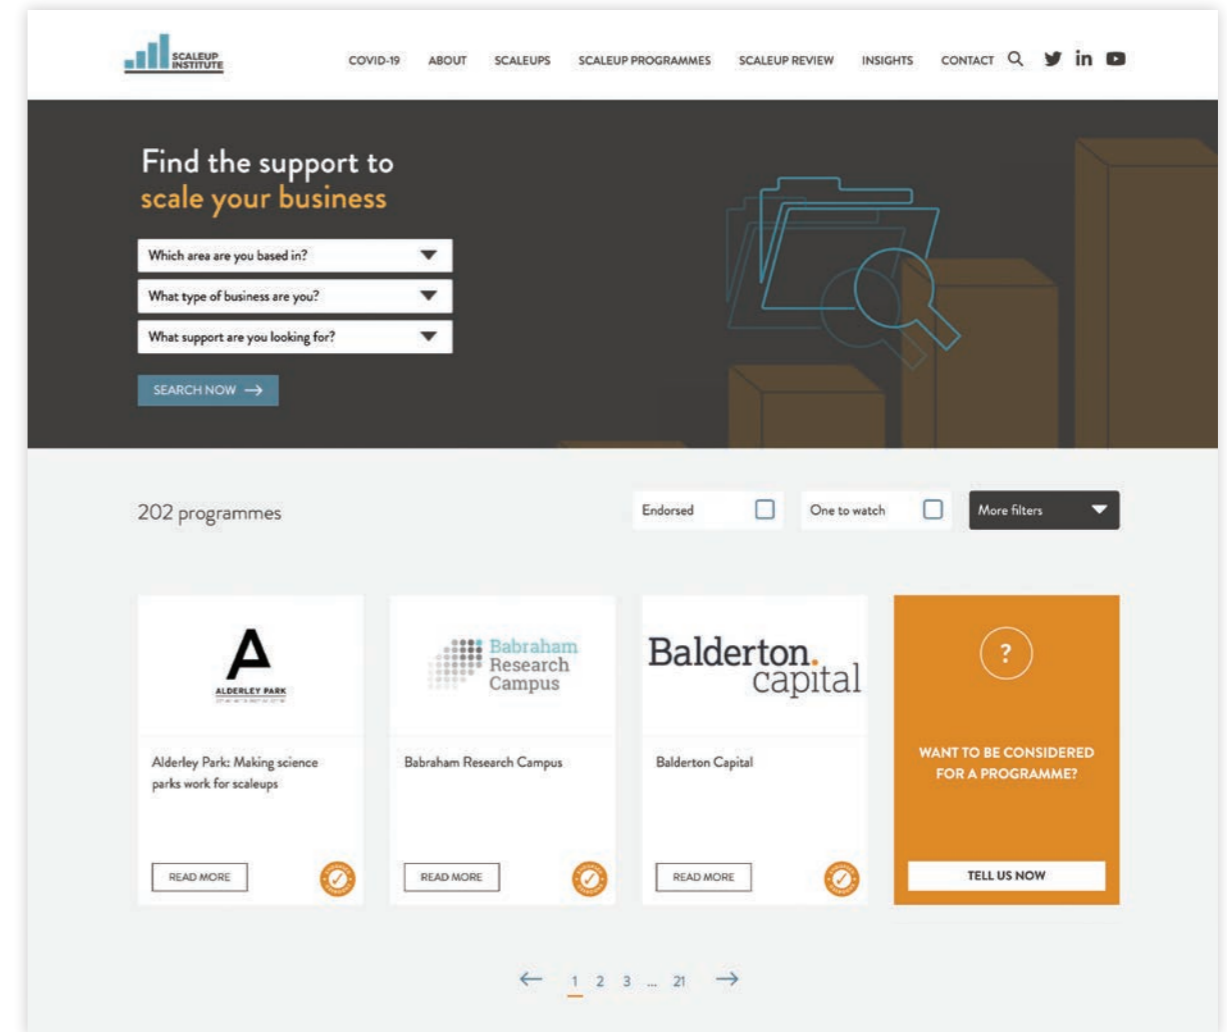 SCALEUP
INSTITUTE
COVID-19 ABOUT SCALEUPS SCALEUP PROGRAMMES SCALEUP REVIEW INSIGHTS CONTACT
Find the support to
scale your business
Which area are you based in?
What type of business are you?
What support are you looking for?
SEARCH NOW →
202 programmes
Endorsed
One to watch
More filters
A
ALDERLEY PARK
Alderley Park: Making science
parks work for scaleups
READ MORE
Babraham
Research
Campus
Babraham Research Campus
READ MORE
Balderton.
capital
Balderton Capital
READ MORE
?
WANT TO BE CONSIDERED
FOR A PROGRAMME?
TELL US NOW
← 1 2 3 ... 21 →